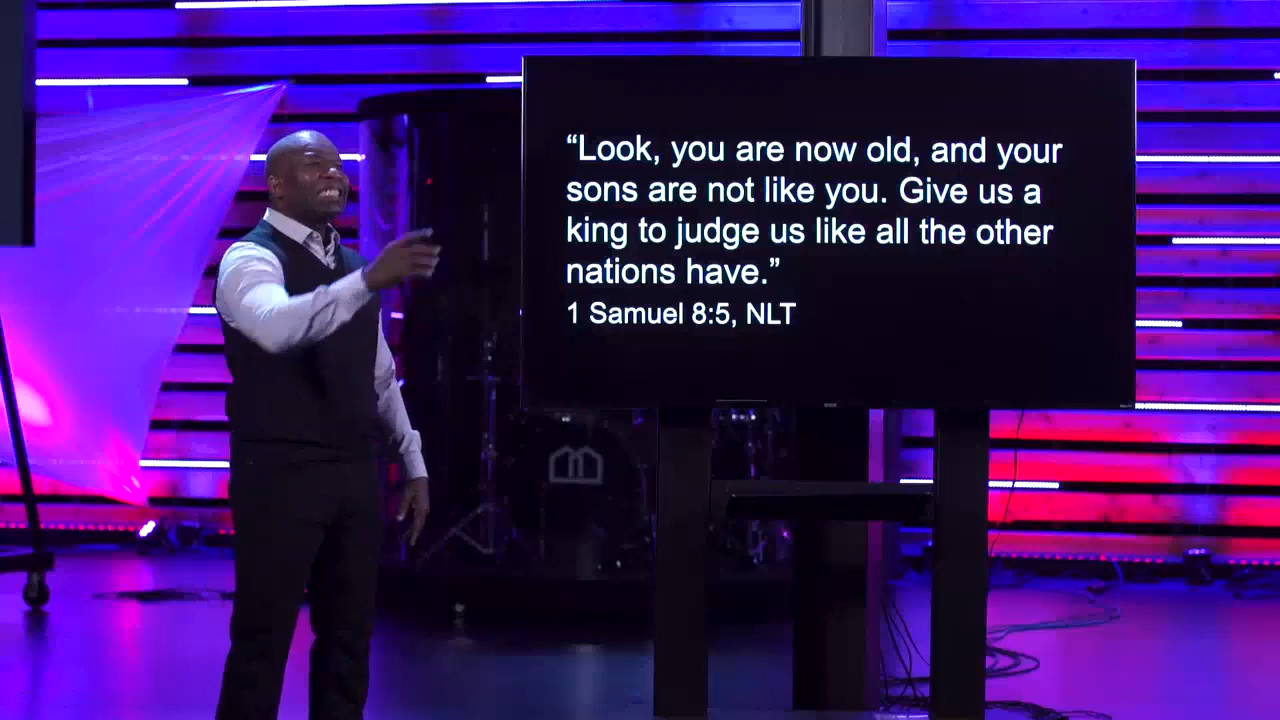 “Look, you are now old, and your
sons are not like you. Give us a
king to judge us like all the other
nations have.”
1 Samuel 8:5, NLT